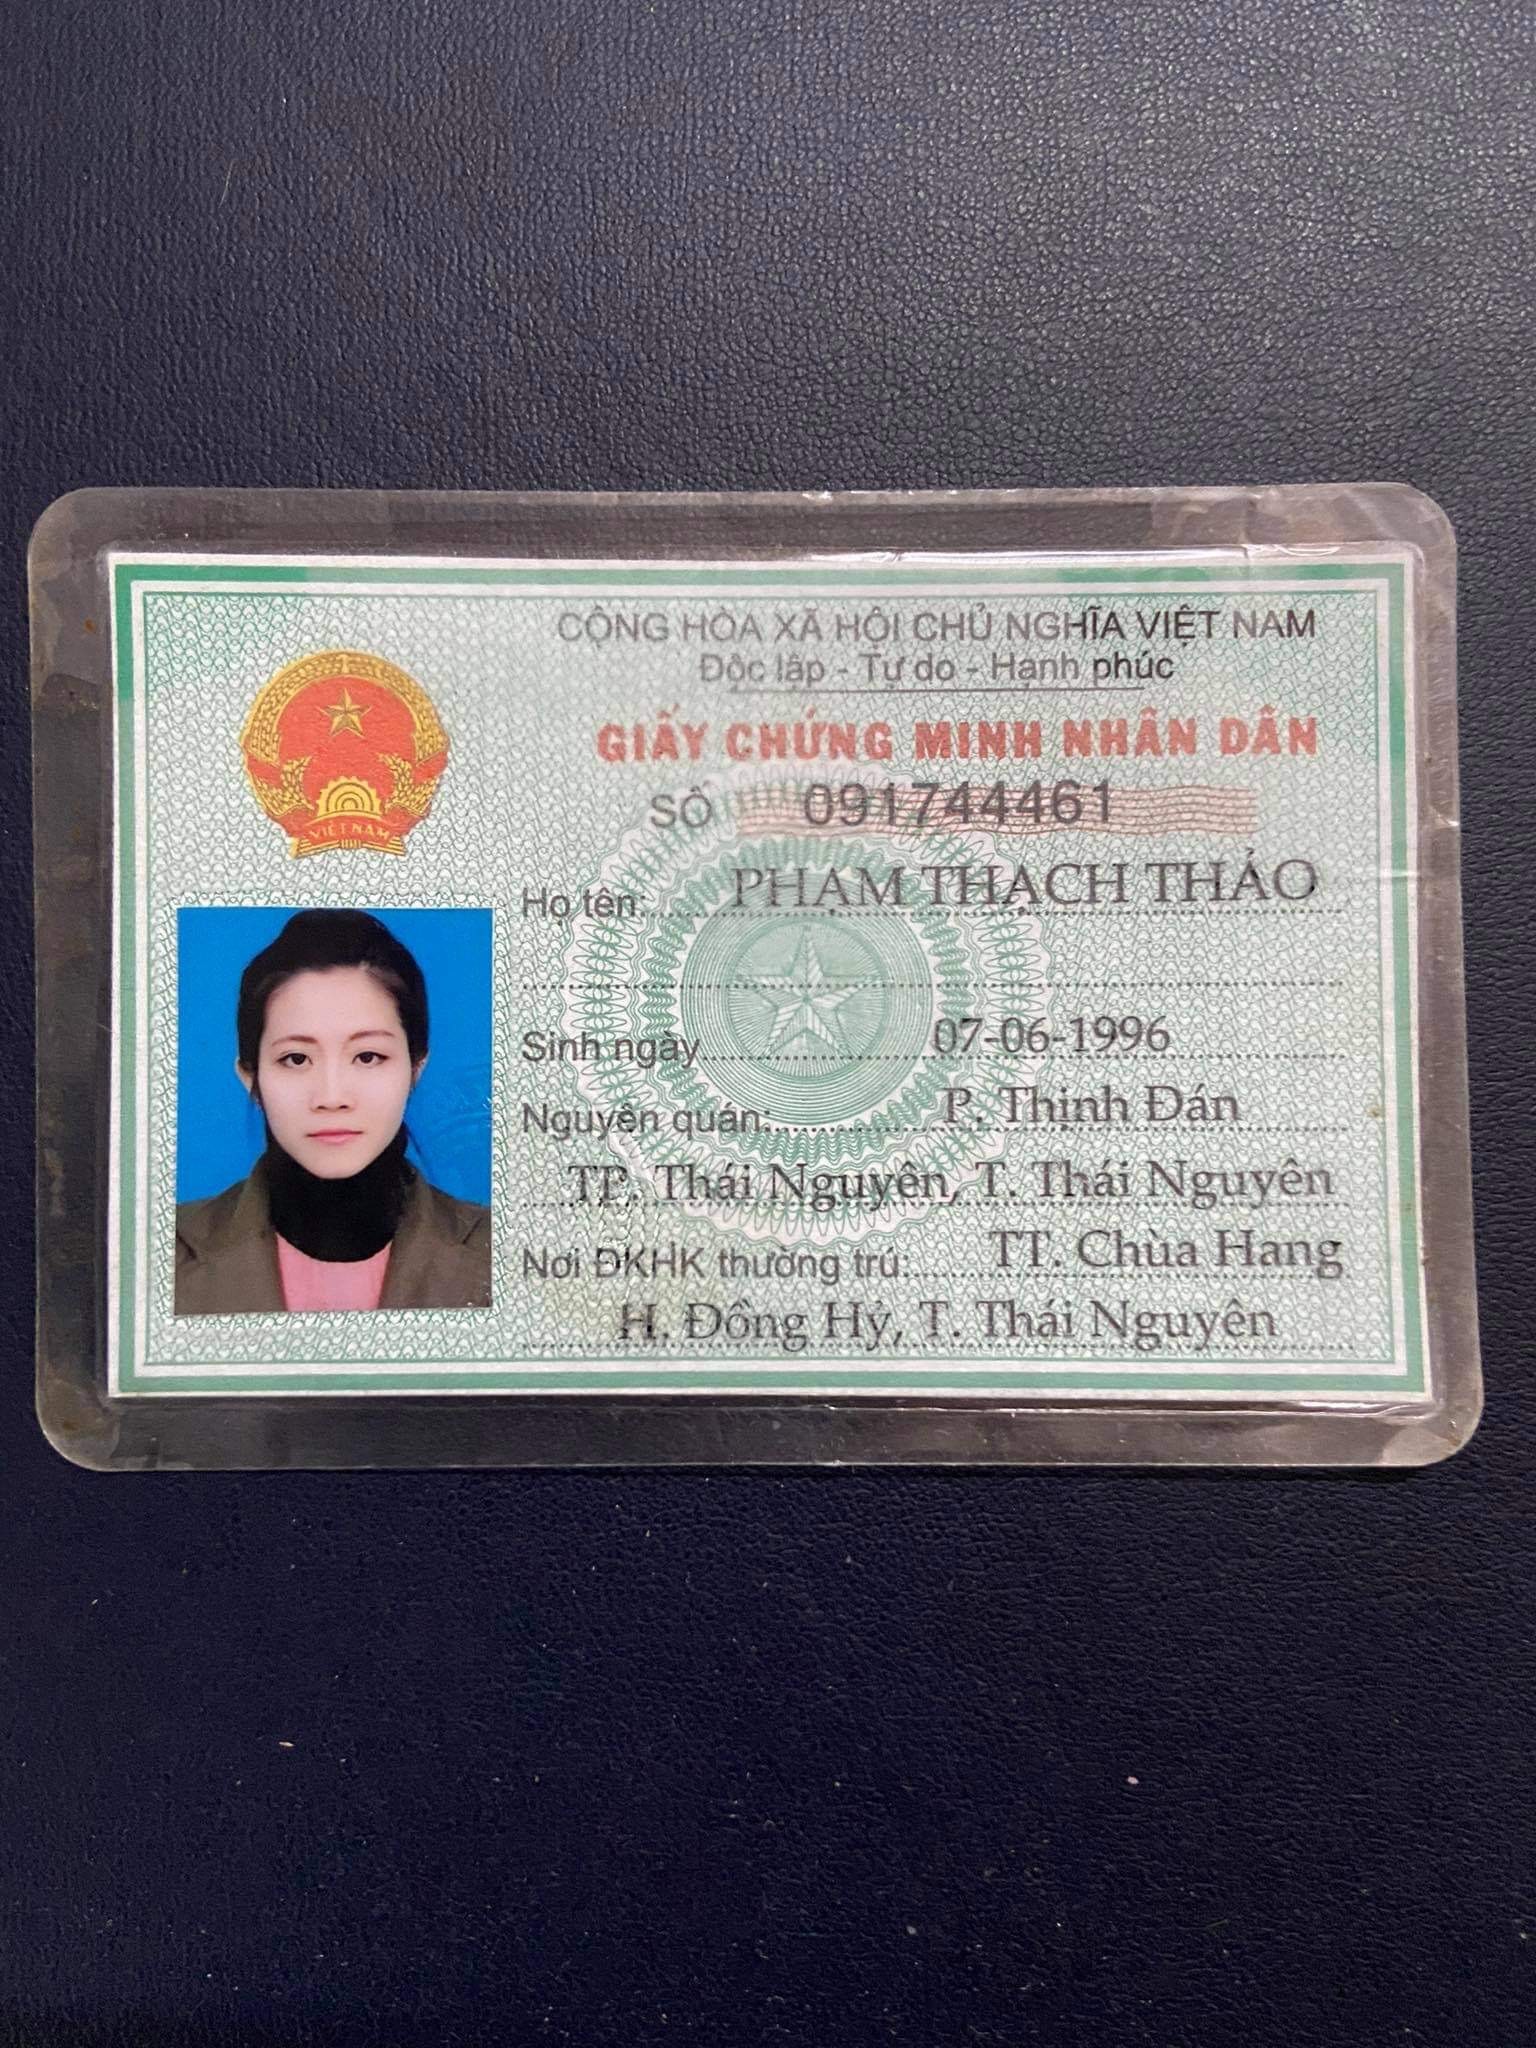 CỘNG HÒA XÃ HỘI CHỦ NGHĨA VIỆT NAM
Độc lập - Tự do - Hạnh phúc
GIẤY CHỨNG MINH NHÂN DÂN
SỐ 091744461
VIỆT NAM
Họ tên: PHẠM THẠCH THẢO
Sinh ngày 07-06-1996
Nguyên quán: P. Thịnh Đán
TP. Thái Nguyên, T. Thái Nguyên
Nơi ĐKHK thường trú: TT. Chùa Hang
H. Đồng Hỷ, T. Thái Nguyên